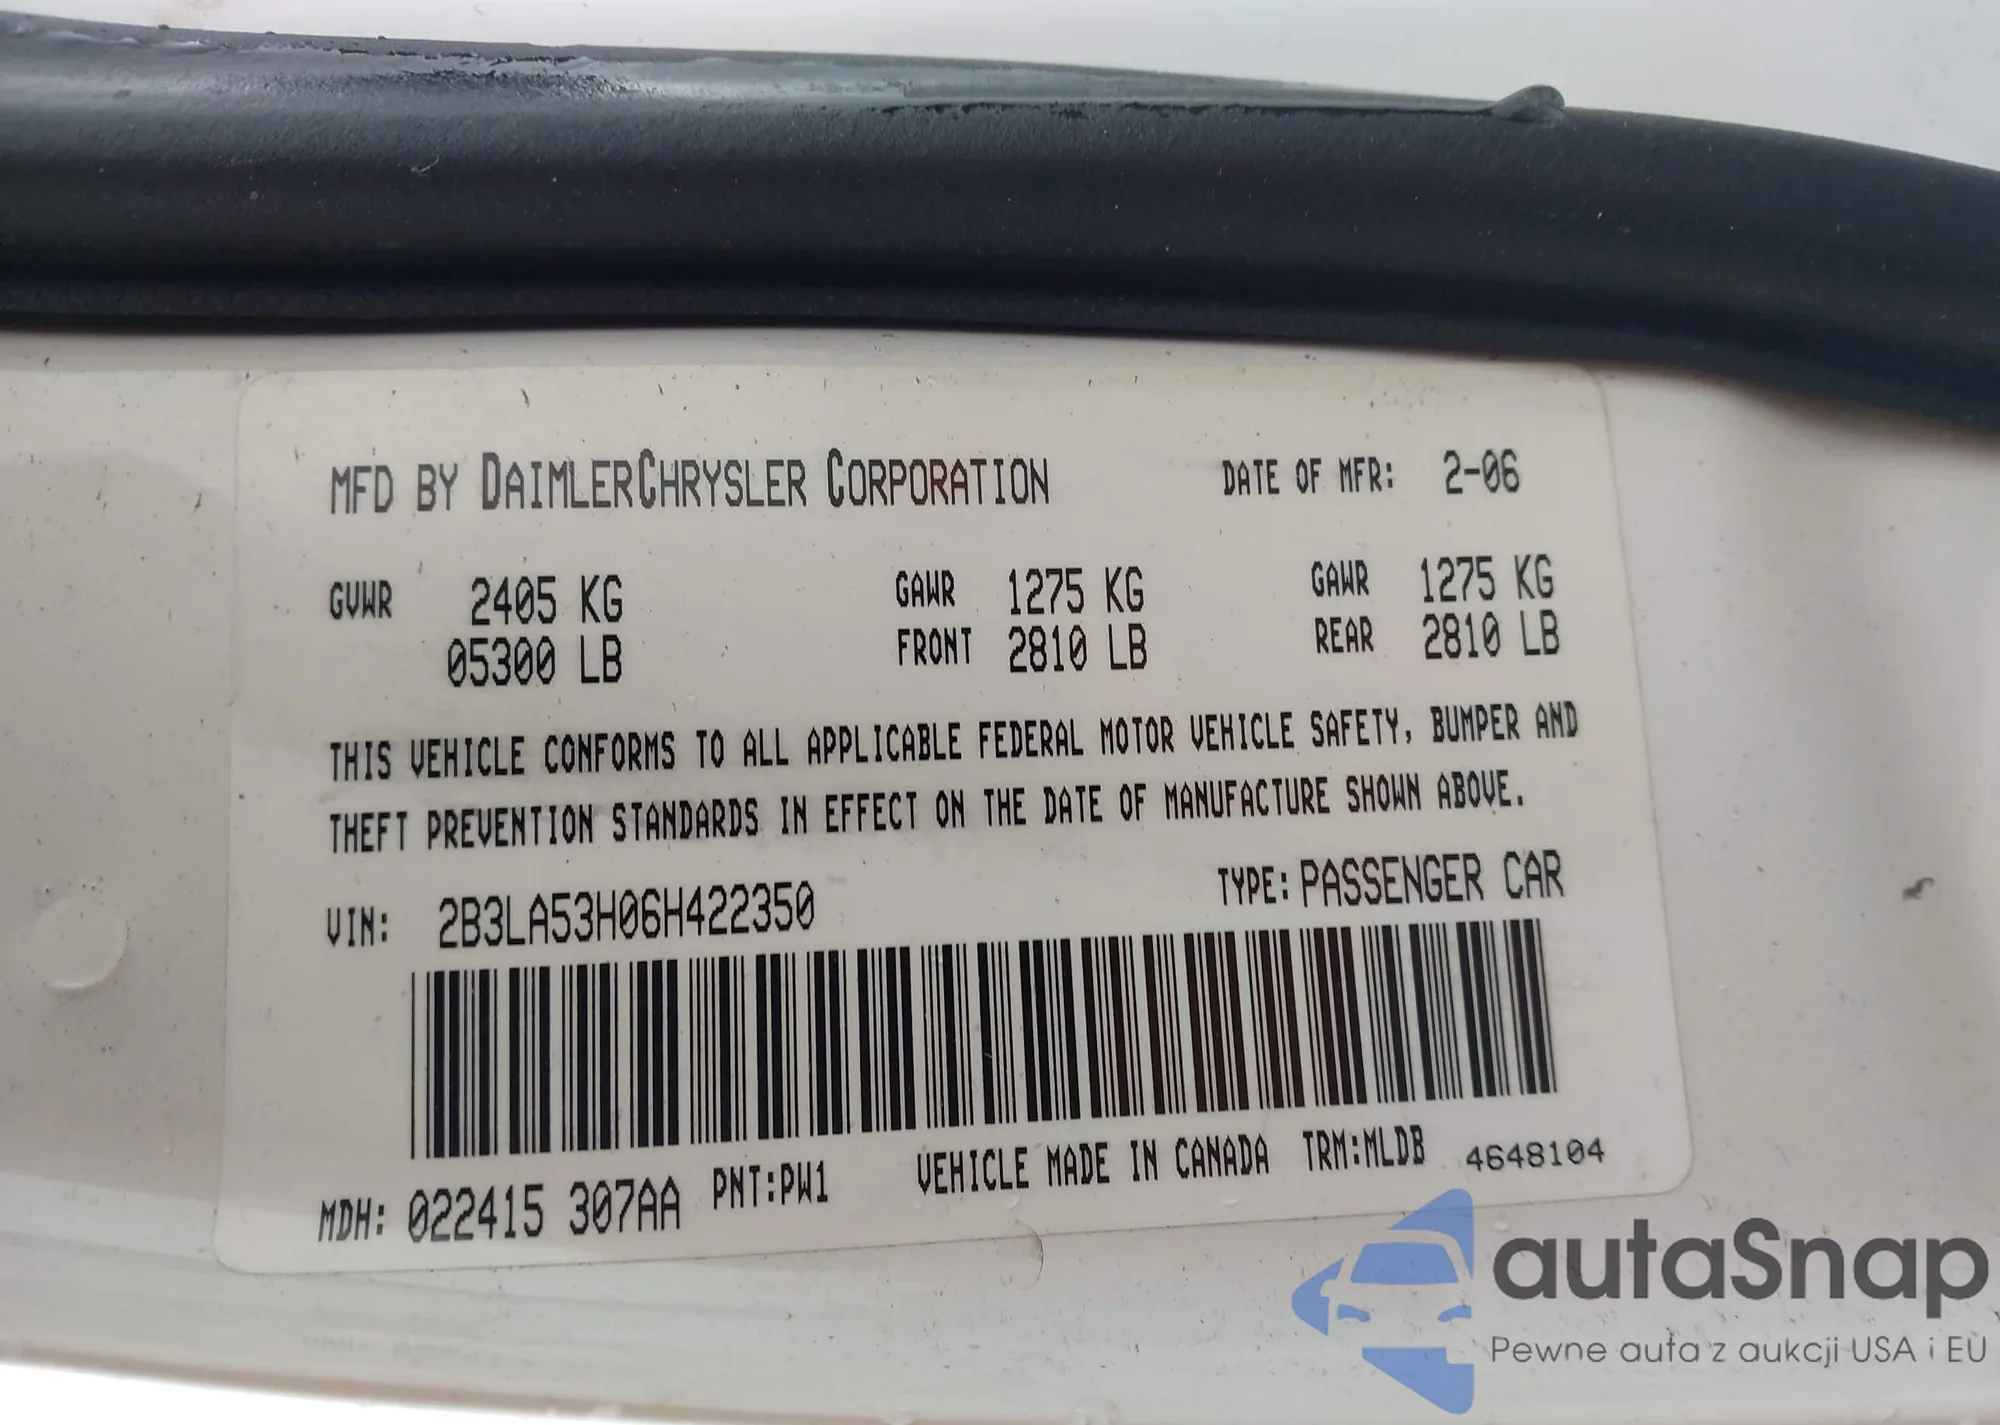 MFD BY DAIMLERCHRYSLER CORPORATION DATE OF MFR: 2-06
GVWR 2405 KG GAWR 1275 KG GAWR 1275 KG
05300 LB FRONT 2810 LB REAR 2810 LB
THIS VEHICLE CONFORMS TO ALL APPLICABLE FEDERAL MOTOR VEHICLE SAFETY, BUMPER AND
THEFT PREVENTION STANDARDS IN EFFECT ON THE DATE OF MANUFACTURE SHOWN ABOVE.
VIN: 2B3LA53H06H422350 TYPE: PASSENGER CAR
MDH: 022415 307AA PNT:PW1 VEHICLE MADE IN CANADA TRM:MLDB 4648104
autaSnap
Pewne auta z aukcji USA i EU